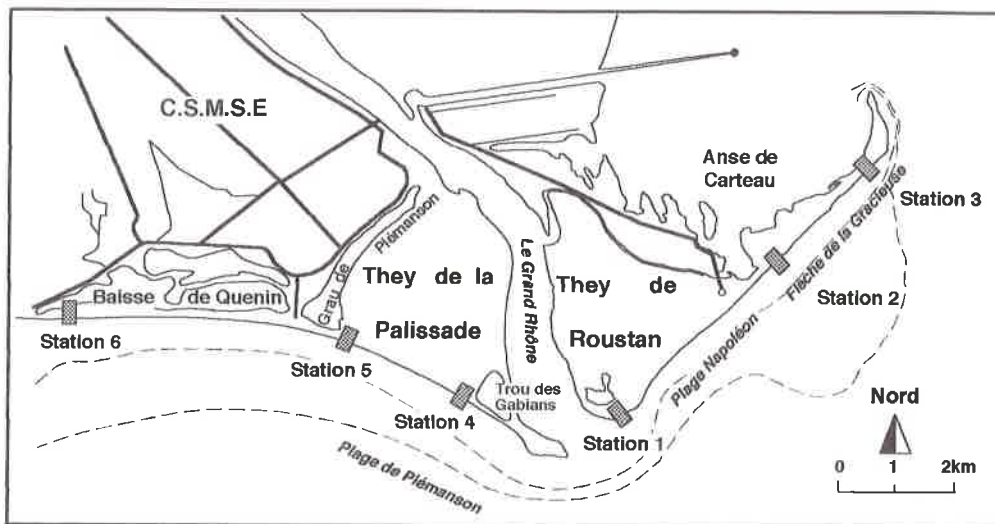 C.S.M.S.E
Anse de
Carteau
Station 3
Flèche de la Gracieuse
Grau de
Plémanson
They de la
Palissade
Le Grand Rhône
They de
Roustan
Station 2
Baisse de Quenin
Station 6
Station 5
Plage Napoléon
Trou des
Gabians
Station 4
Station 1
Nord
Plage de Plémanson
0 1 2km